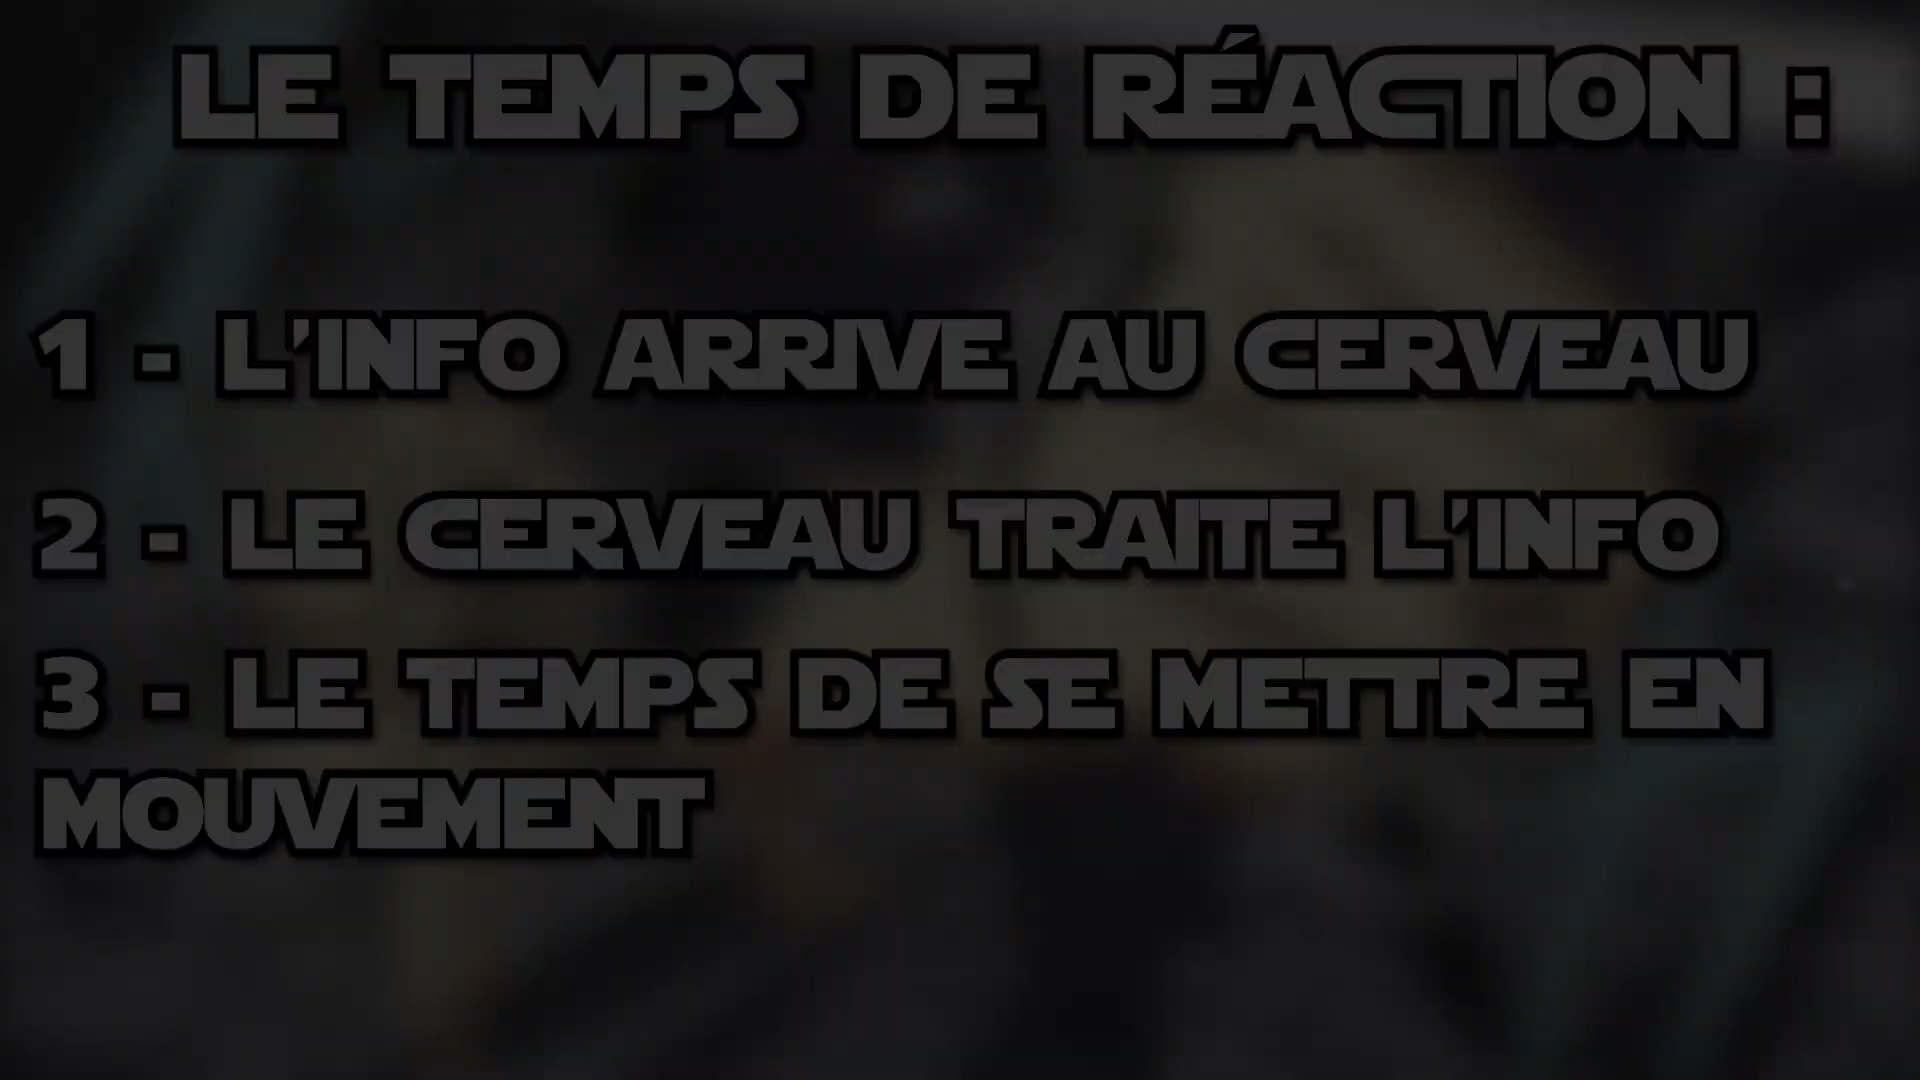 LE TEMPS DE RÉACTION :
1 - L'INFO ARRIVE AU CERVEAU
2 - LE CERVEAU TRAITE L'INFO
3 - LE TEMPS DE SE METTRE EN
MOUVEMENT